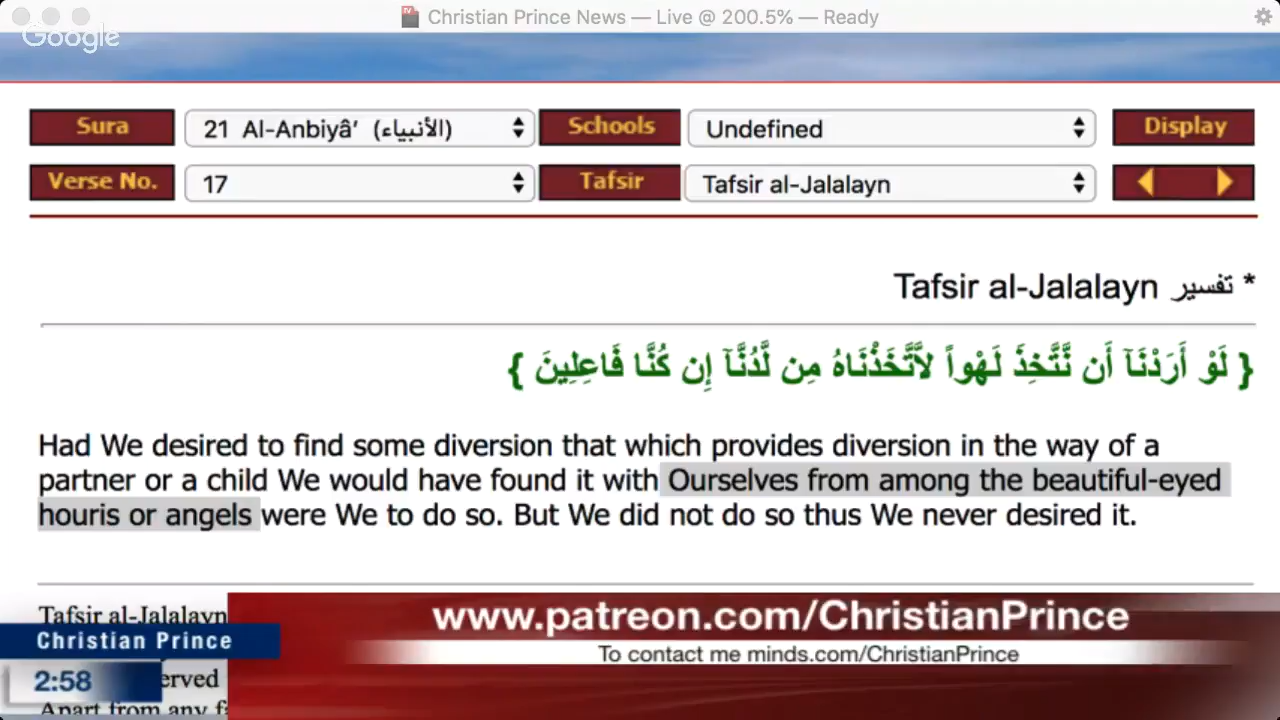 Christian Prince News — Live @ 200.5% — Ready
Google
Sura
21 Al-Anbiyâ’ (الأنبياء)
Schools
Undefined
Display
Verse No.
17
Tafsir
Tafsir al-Jalalayn
* تفسير Tafsir al-Jalalayn
{ لَوْ أَرَدْنَآ أَن نَّتَّخِذَ لَهْواً لاَّتَّخَذْنَاهُ مِن لَّدُنَّآ إِن كُنَّا فَاعِلِينَ }
Had We desired to find some diversion that which provides diversion in the way of a
partner or a child We would have found it with Ourselves from among the beautiful-eyed
houris or angels were We to do so. But We did not do so thus We never desired it.
Tafsir al-Jalalayn
www.patreon.com/ChristianPrince
Christian Prince
To contact me minds.com/ChristianPrince
2:58
erved
Apart from any